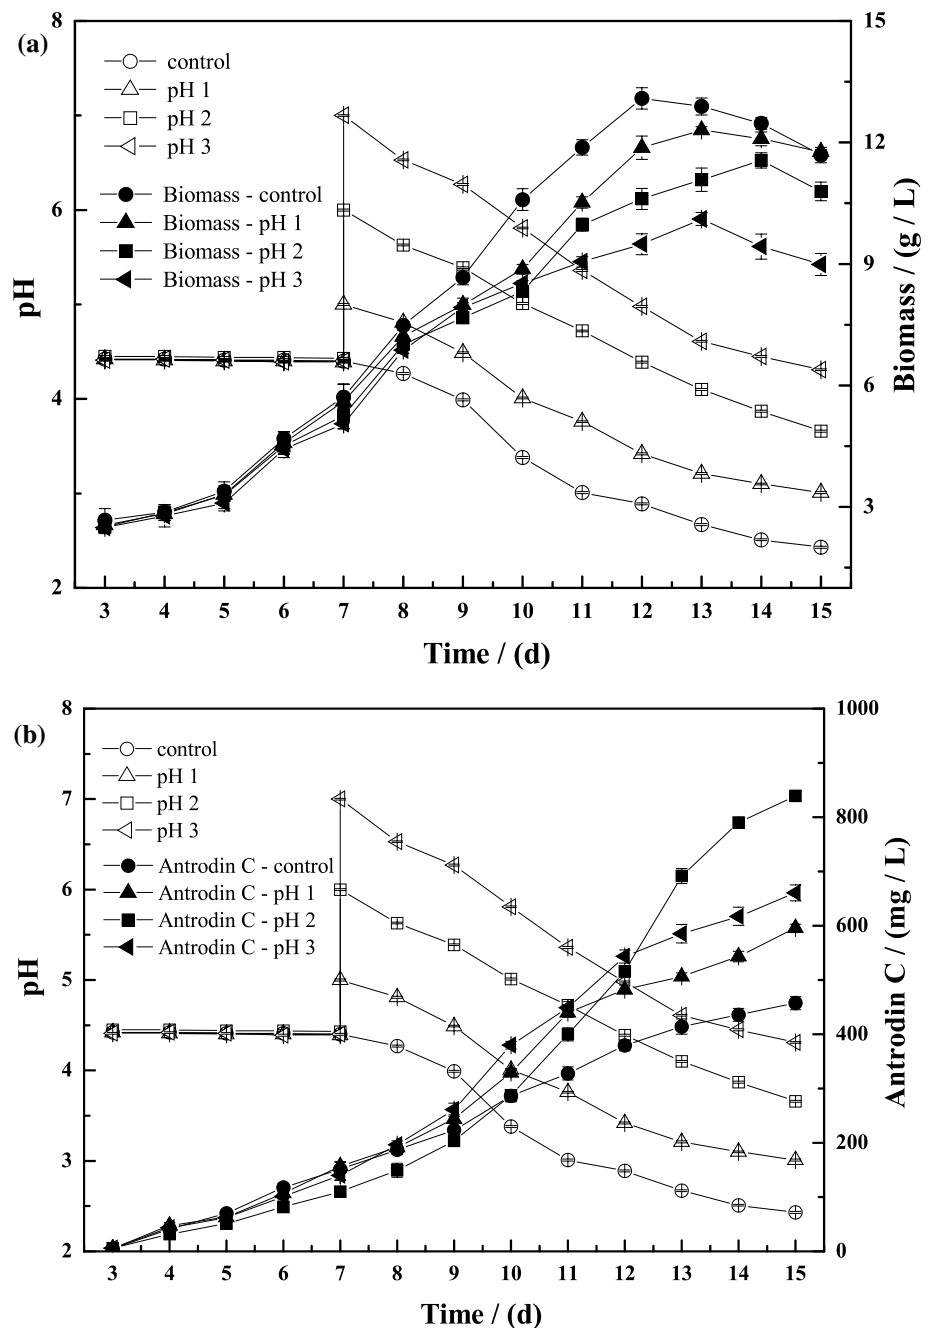 (a)
control
pH 1
pH 2
pH 3
Biomass - control
Biomass - pH 1
Biomass - pH 2
Biomass - pH 3
8
6
4
2
pH
15
12
9
6
3
Biomass / (g / L)
3 4 5 6 7 8 9 10 11 12 13 14 15
Time / (d)
(b)
control
pH 1
pH 2
pH 3
Antrodin C - control
Antrodin C - pH 1
Antrodin C - pH 2
Antrodin C - pH 3
8
7
6
5
4
3
2
pH
1000
800
600
400
200
0
Antrodin C / (mg / L)
3 4 5 6 7 8 9 10 11 12 13 14 15
Time / (d)